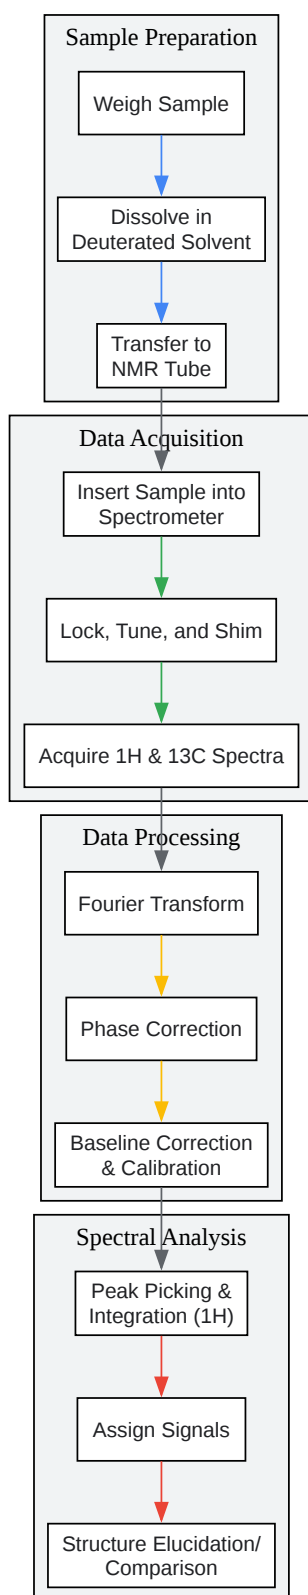 Sample Preparation
Weigh Sample
Dissolve in
Deuterated Solvent
Transfer to
NMR Tube
Data Acquisition
Insert Sample into
Spectrometer
Lock, Tune, and Shim
Acquire 1H & 13C Spectra
Data Processing
Fourier Transform
Phase Correction
Baseline Correction
& Calibration
Spectral Analysis
Peak Picking &
Integration (1H)
Assign Signals
Structure Elucidation/
Comparison